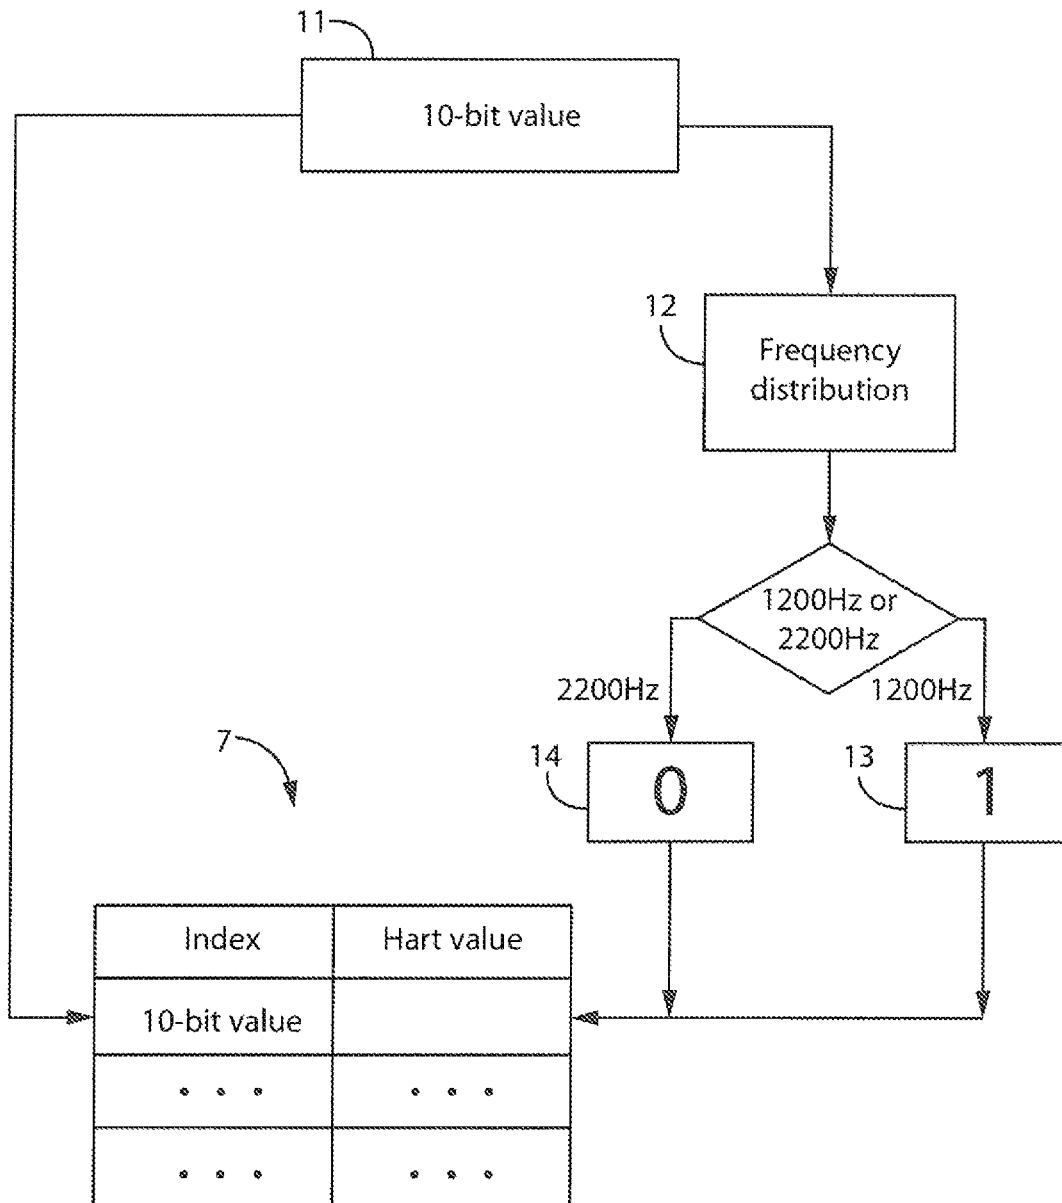 11
10-bit value
12
Frequency
distribution
1200Hz or
2200Hz
2200Hz
1200Hz
7
14
0
13
1
Index
Hart value
10-bit value
. . .
. . .
. . .
. . .